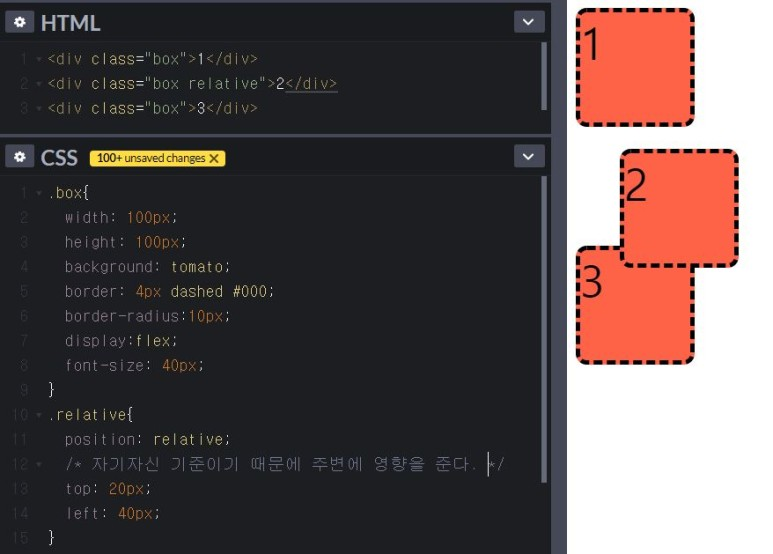 HTML
1 <div class="box">1</div>
2 <div class="box relative">2</div>
3 <div class="box">3</div>
CSS 100+ unsaved changes X
1 .box{
2 width: 100px;
3 height: 100px;
4 background: tomato;
5 border: 4px dashed #000;
6 border-radius:10px;
7 display:flex;
8 font-size: 40px;
9 }
10 .relative{
11 position: relative;
12 /* 자기자신 기준이기 때문에 주변에 영향을 준다. */
13 top: 20px;
14 left: 40px;
15 }
1
2
3